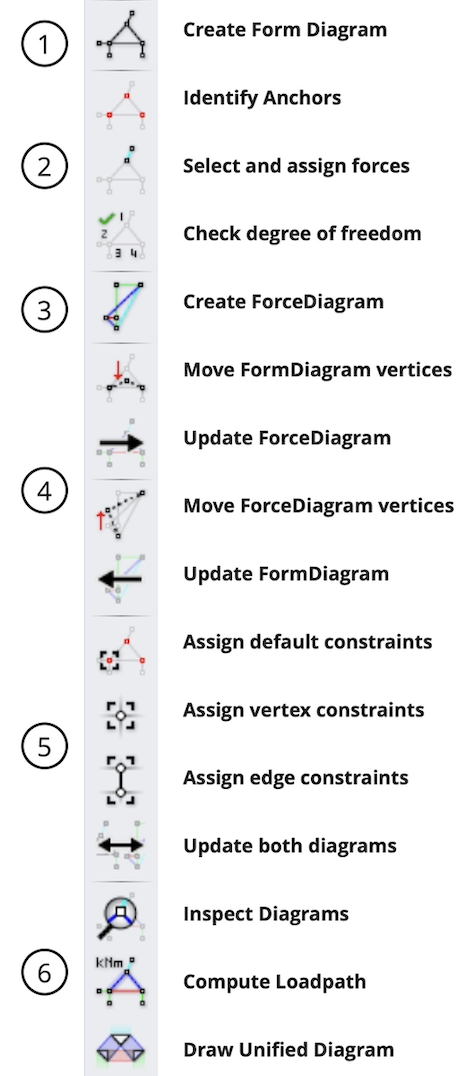 1
Create Form Diagram
Identify Anchors
2
Select and assign forces
1
2
3 4
Check degree of freedom
3
Create ForceDiagram
Move FormDiagram vertices
Update ForceDiagram
4
Move ForceDiagram vertices
Update FormDiagram
Assign default constraints
Assign vertex constraints
5
Assign edge constraints
Update both diagrams
Inspect Diagrams
6
kNm
Compute Loadpath
Draw Unified Diagram